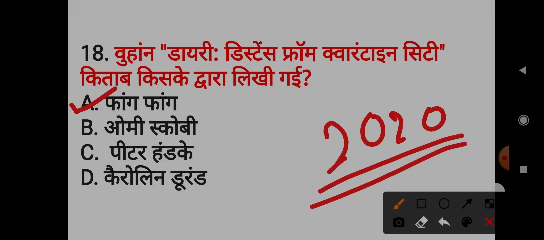 18. वुहांन "डायरी: डिस्टेंस फ्रॉम क्वारंटाइन सिटी"
किताब किसके द्वारा लिखी गई?
A. फांग फांग
B. ओमी स्कोबी
C. पीटर हंडके
D. कैरोलिन डूरंड
2020